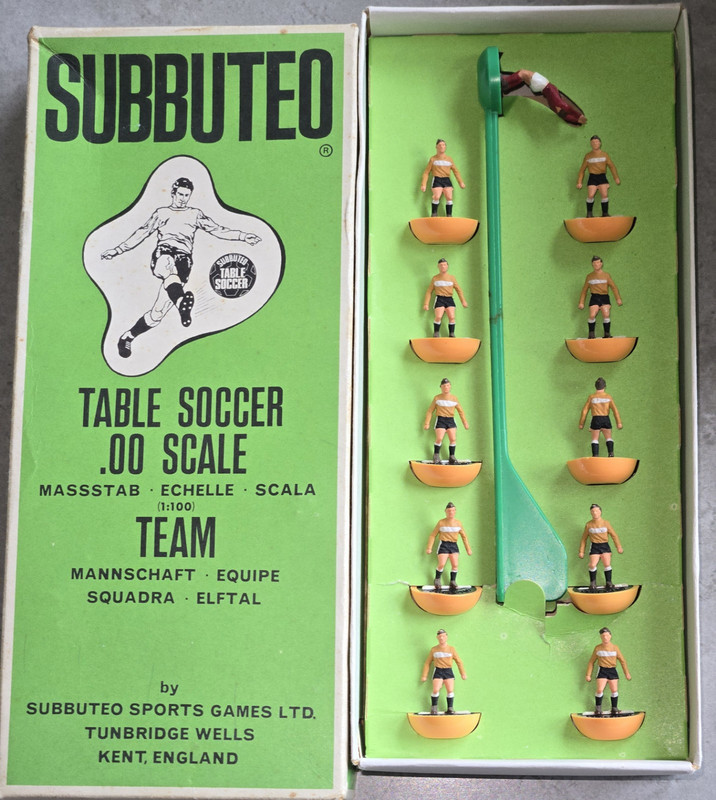 SUBBUTEO
®
SUBBUTEO
TABLE
SOCCER
TABLE SOCCER
.00 SCALE
MASSSTAB · ECHELLE · SCALA
(1:100)
TEAM
MANNSCHAFT · EQUIPE
SQUADRA · ELFTAL
by
SUBBUTEO SPORTS GAMES LTD.
TUNBRIDGE WELLS
KENT, ENGLAND